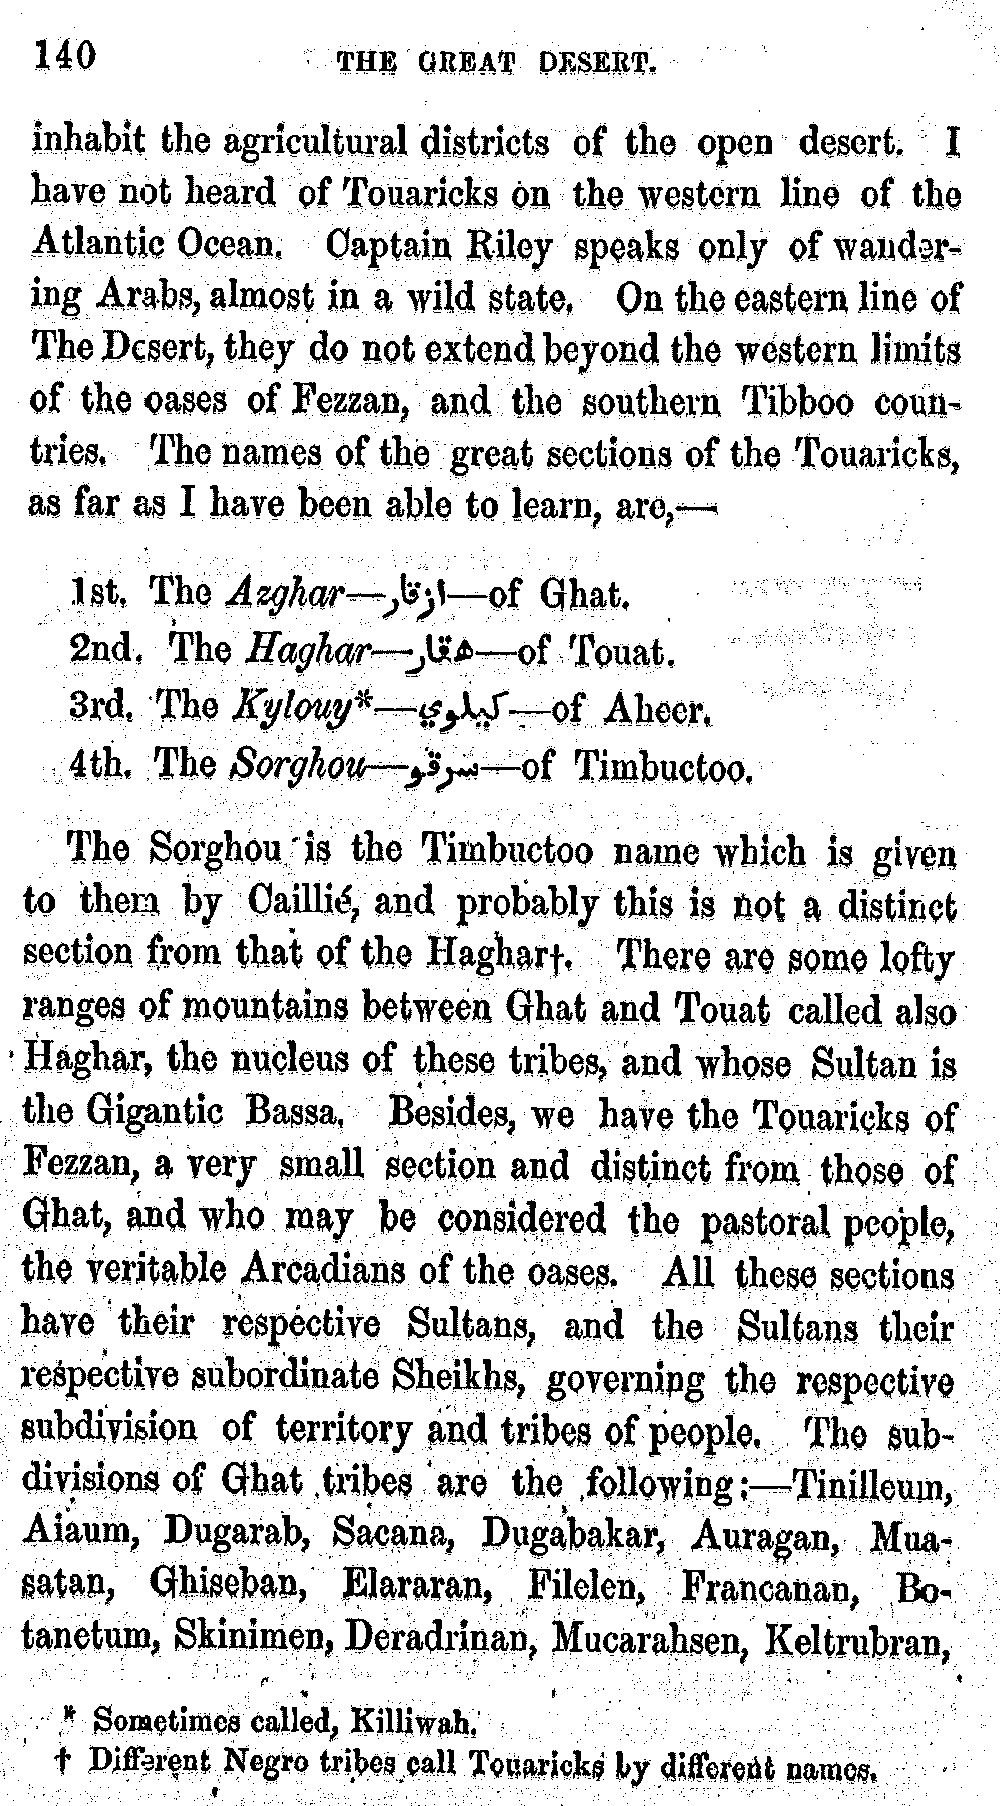 140 THE GREAT DESERT.
inhabit the agricultural districts of the open desert. I
have not heard of Touaricks on the western line of the
Atlantic Ocean. Captain Riley speaks only of wander-
ing Arabs, almost in a wild state. On the eastern line of
The Desert, they do not extend beyond the western limits
of the oases of Fezzan, and the southern Tibboo coun-
tries. The names of the great sections of the Touaricks,
as far as I have been able to learn, are,—
1st. The Azghar—ازقار—of Ghat.
2nd. The Haghar—هقار—of Touat.
3rd. The Kylouy*—كيلوي—of Aheer.
4th. The Sorghou—سرقو—of Timbuctoo.
The Sorghou is the Timbuctoo name which is given
to them by Caillié, and probably this is not a distinct
section from that of the Haghar†. There are some lofty
ranges of mountains between Ghat and Touat called also
Haghar, the nucleus of these tribes, and whose Sultan is
the Gigantic Bassa. Besides, we have the Touaricks of
Fezzan, a very small section and distinct from those of
Ghat, and who may be considered the pastoral people,
the veritable Arcadians of the oases. All these sections
have their respective Sultans, and the Sultans their
respective subordinate Sheikhs, governing the respective
subdivision of territory and tribes of people. The sub-
divisions of Ghat tribes are the following:—Tinilleum,
Aiaum, Dugarab, Sacana, Dugabakar, Auragan, Mua-
satan, Ghiseban, Elararan, Filelen, Francanan, Bo-
tanetum, Skinimen, Deradrinan, Mucarahsen, Keltrubran,
* Sometimes called, Killiwah.
† Different Negro tribes call Touaricks by different names.